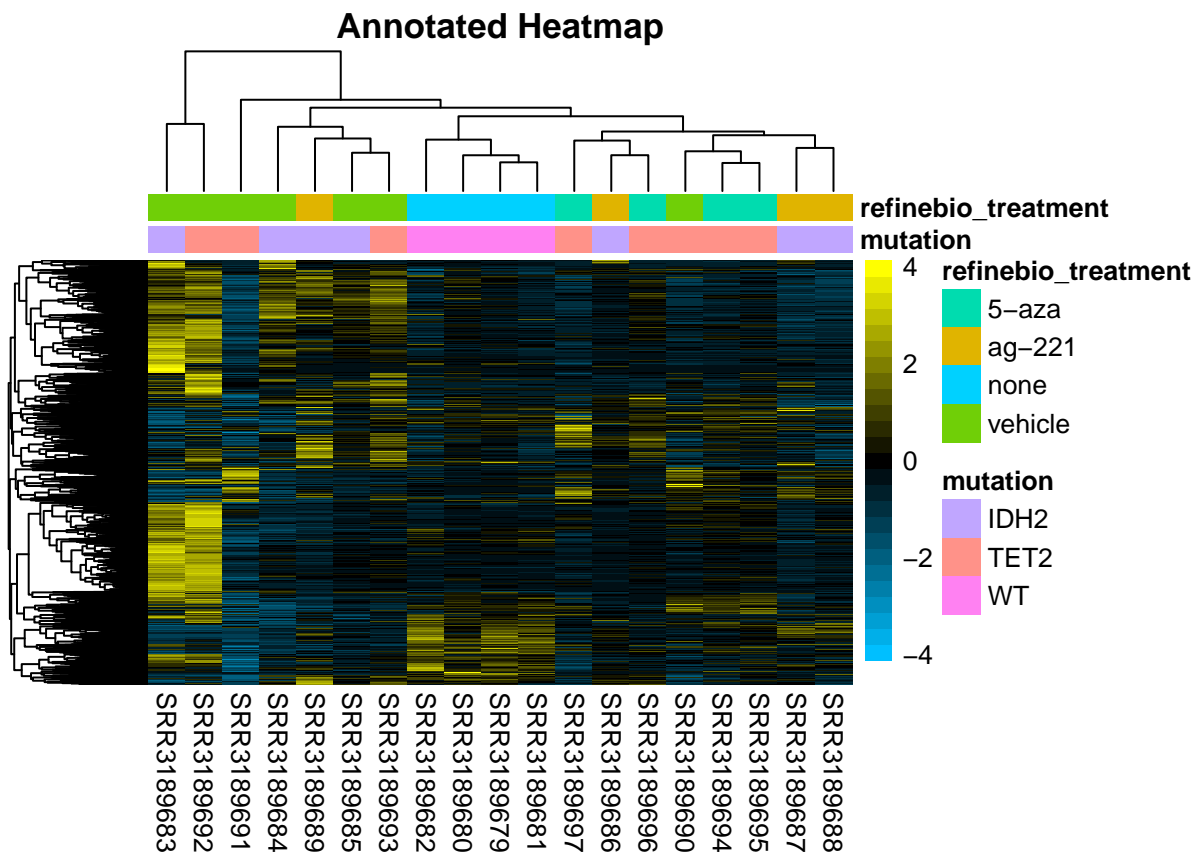 Annotated Heatmap
refinebio_treatment
mutation
4
2
0
−2
−4
refinebio_treatment
5−aza
ag−221
none
vehicle
mutation
IDH2
TET2
WT
SRR3189683
SRR3189692
SRR3189691
SRR3189684
SRR3189689
SRR3189685
SRR3189693
SRR3189682
SRR3189680
SRR3189679
SRR3189681
SRR3189697
SRR3189686
SRR3189696
SRR3189690
SRR3189694
SRR3189695
SRR3189687
SRR3189688